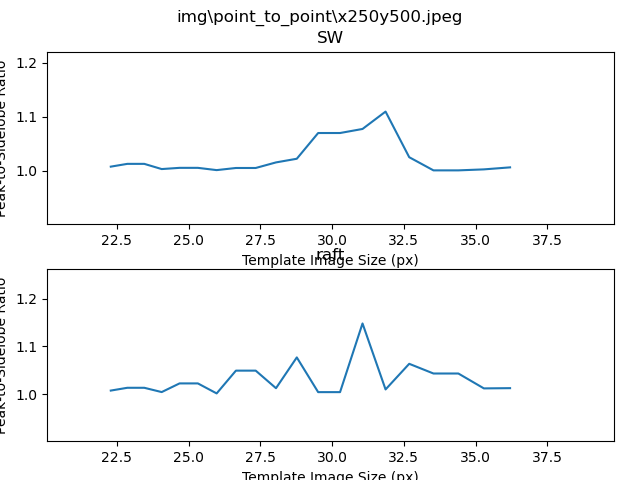 img\point_to_point\x250y500.jpeg
SW
1.2
1.1
1.0
Peak-to-Sidelobe Ratio
22.5 25.0 27.5 30.0 32.5 35.0 37.5
Template Image Size (px)
raft
1.2
1.1
1.0
Peak-to-Sidelobe Ratio
22.5 25.0 27.5 30.0 32.5 35.0 37.5
Template Image Size (px)